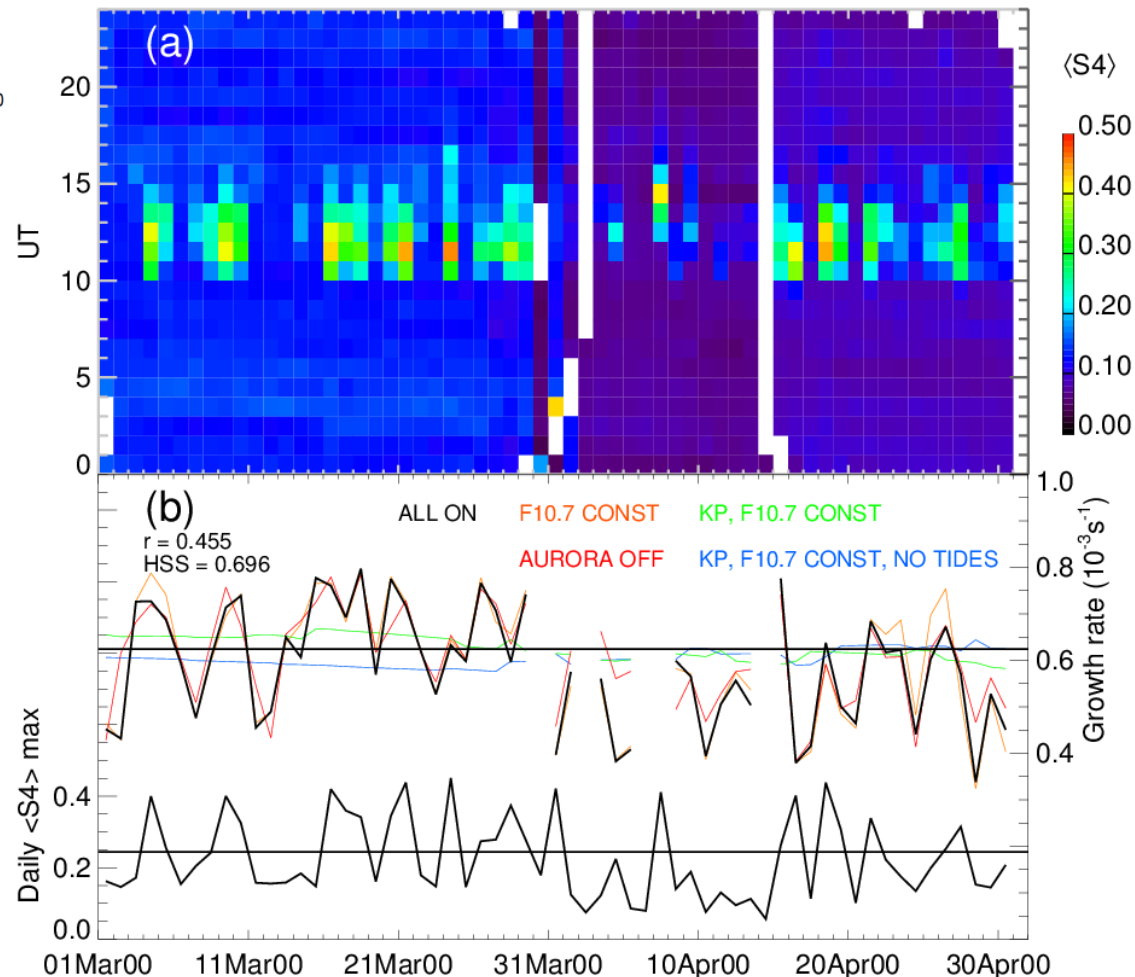 (a)
⟨S4⟩
20
15
10
5
0
UT
0.50
0.40
0.30
0.20
0.10
0.00
(b)
ALL ON
F10.7 CONST
KP, F10.7 CONST
r = 0.455
HSS = 0.696
AURORA OFF
KP, F10.7 CONST, NO TIDES
1.0
0.8
0.6
0.4
Growth rate (10⁻³s⁻¹)
Daily <S4> max
0.4
0.2
0.0
01Mar00 11Mar00 21Mar00 31Mar00 10Apr00 20Apr00 30Apr00